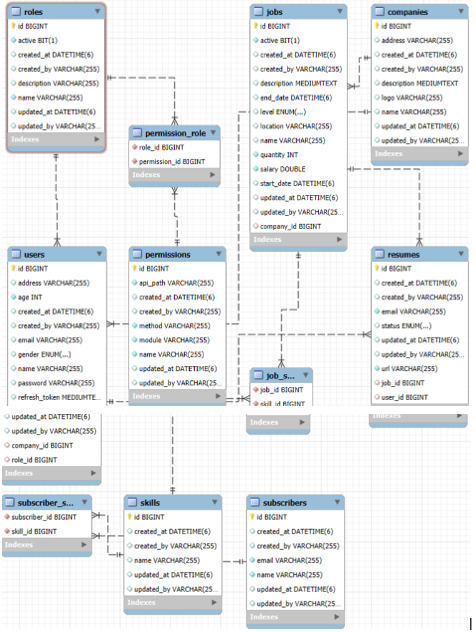 roles
id BIGINT
active BIT(1)
created_at DATETIME(6)
created_by VARCHAR(255)
description VARCHAR(255)
name VARCHAR(255)
updated_at DATETIME(6)
updated_by VARCHAR(25...
Indexes
permission_role
role_id BIGINT
permission_id BIGINT
Indexes
jobs
id BIGINT
active BIT(1)
created_at DATETIME(6)
created_by VARCHAR(255)
description MEDIUMTEXT
end_date DATETIME(6)
level ENUM(...)
location VARCHAR(255)
name VARCHAR(255)
quantity INT
salary DOUBLE
start_date DATETIME(6)
updated_at DATETIME(6)
updated_by VARCHAR(25...
company_id BIGINT
Indexes
companies
id BIGINT
address VARCHAR(255)
created_at DATETIME(6)
created_by VARCHAR(255)
description MEDIUMTEXT
logo VARCHAR(255)
name VARCHAR(255)
updated_at DATETIME(6)
updated_by VARCHAR(25...
Indexes
users
id BIGINT
address VARCHAR(255)
age INT
created_at DATETIME(6)
created_by VARCHAR(255)
email VARCHAR(255)
gender ENUM(...)
name VARCHAR(255)
password VARCHAR(255)
refresh_token MEDIUMTE...
updated_at DATETIME(6)
updated_by VARCHAR(255)
company_id BIGINT
role_id BIGINT
Indexes
permissions
id BIGINT
api_path VARCHAR(255)
created_at DATETIME(6)
created_by VARCHAR(255)
method VARCHAR(255)
module VARCHAR(255)
name VARCHAR(255)
updated_at DATETIME(6)
updated_by VARCHAR(25...
job_s...
job_id BIGINT
skill_id BIGINT
Indexes
resumes
id BIGINT
created_at DATETIME(6)
created_by VARCHAR(255)
email VARCHAR(255)
status ENUM(...)
updated_at DATETIME(6)
updated_by VARCHAR(25...
url VARCHAR(255)
job_id BIGINT
user_id BIGINT
Indexes
subscriber_s...
subscriber_id BIGINT
skill_id BIGINT
Indexes
skills
id BIGINT
created_at DATETIME(6)
created_by VARCHAR(255)
name VARCHAR(255)
updated_at DATETIME(6)
updated_by VARCHAR(25...
Indexes
subscribers
id BIGINT
created_at DATETIME(6)
created_by VARCHAR(255)
email VARCHAR(255)
name VARCHAR(255)
updated_at DATETIME(6)
updated_by VARCHAR(25...
Indexes